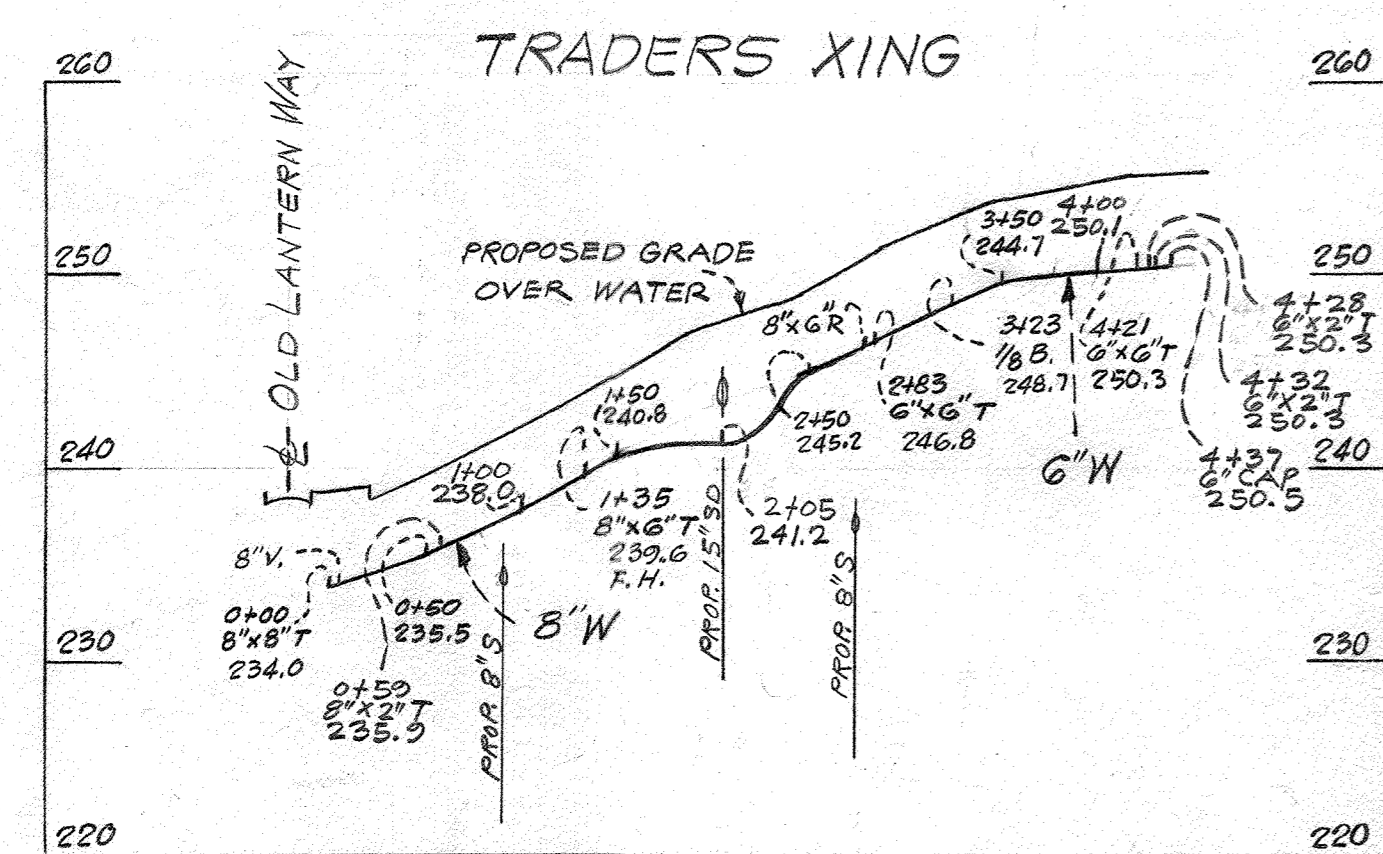 TRADERS XING
260
260
℄ OLD LANTERN WAY
250
250
PROPOSED GRADE
OVER WATER
3+50
244.7
4+00
250.1
8"x6"R
4+28
6"X2"T
250.3
3+23
1/8 B.
248.7
4+21
6"x6"T
250.3
4+32
6"X2"T
250.3
1+50
240.8
2+50
245.2
2+83
6"X6"T
246.8
240
240
1+00
238.0
6"W
4+37
6" CAP
250.5
1+35
8"X6"T
239.6
F.H.
PROP. 15"SD
2+05
241.2
PROP. 8"S
8"V.
0+00
8"x8"T
234.0
0+50
235.5
8"W
230
230
0+59
8"X2"T
235.9
PROP. 8"S
220
220